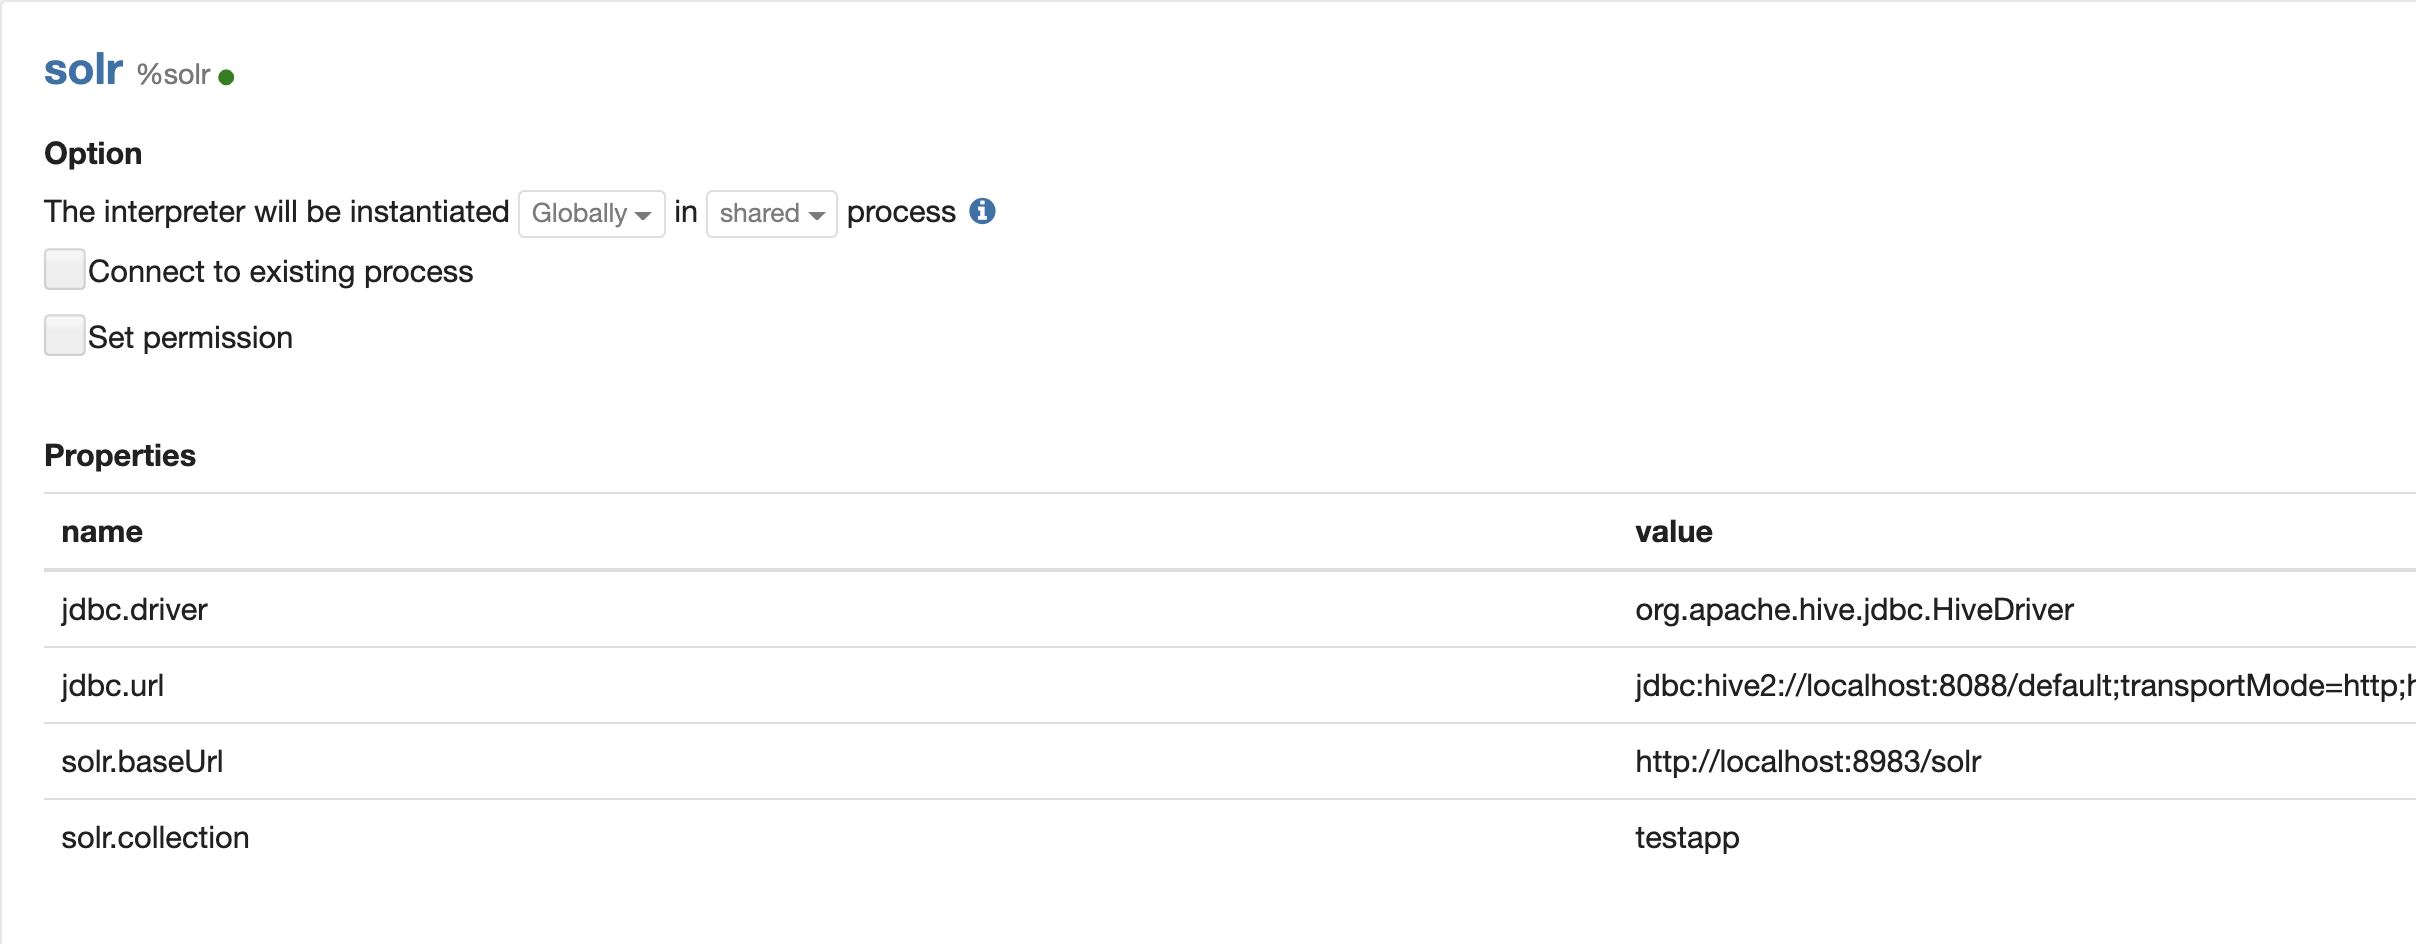 solr %solr
Option
The interpreter will be instantiated Globally in shared process
Connect to existing process
Set permission
Properties
name value
jdbc.driver org.apache.hive.jdbc.HiveDriver
jdbc.url jdbc:hive2://localhost:8088/default;transportMode=http;
solr.baseUrl http://localhost:8983/solr
solr.collection testapp